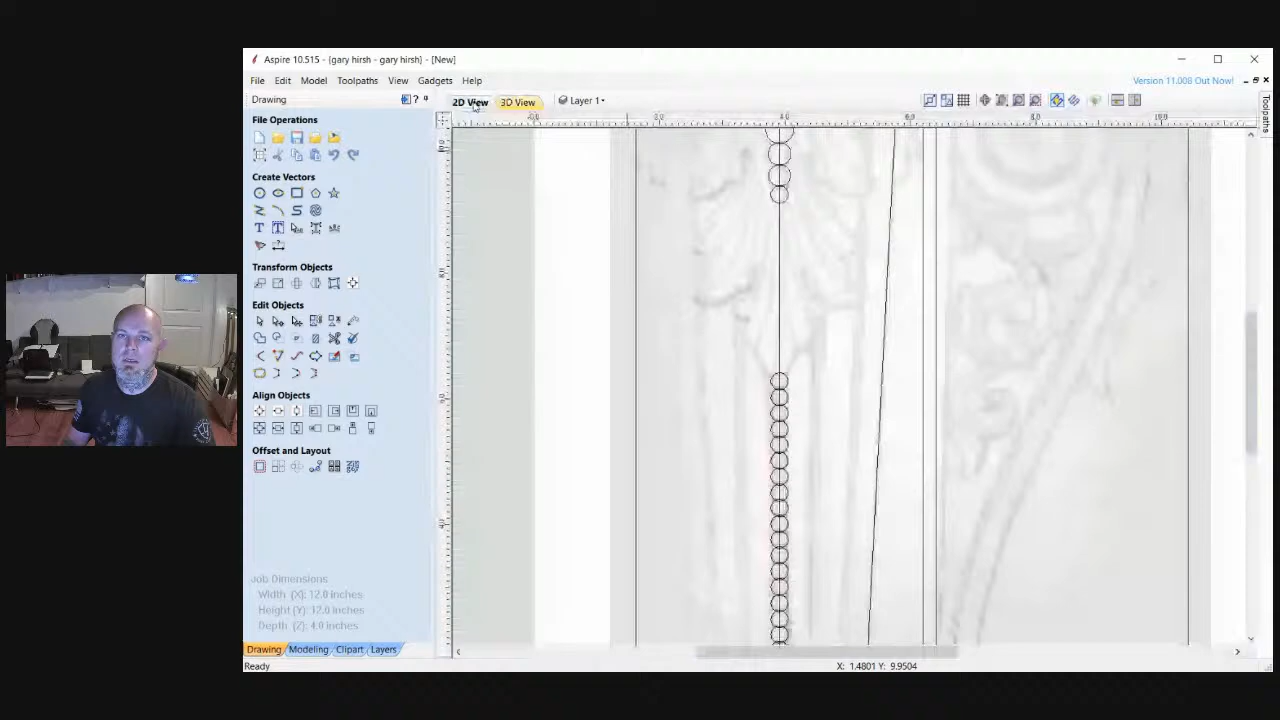 Aspire 10.515 - {gary hirsh - gary hirsh} - [New]
File Edit Model Toolpaths View Gadgets Help
Version 11.008 Out Now!
Drawing
2D View 3D View Layer 1
Toolpaths
File Operations
Create Vectors
Transform Objects
Edit Objects
Align Objects
Offset and Layout
Job Dimensions
Width (X): 12.0 inches
Height (Y): 12.0 inches
Depth (Z): 4.0 inches
Drawing Modeling Clipart Layers
Ready
X: 1.4801 Y: 9.9504